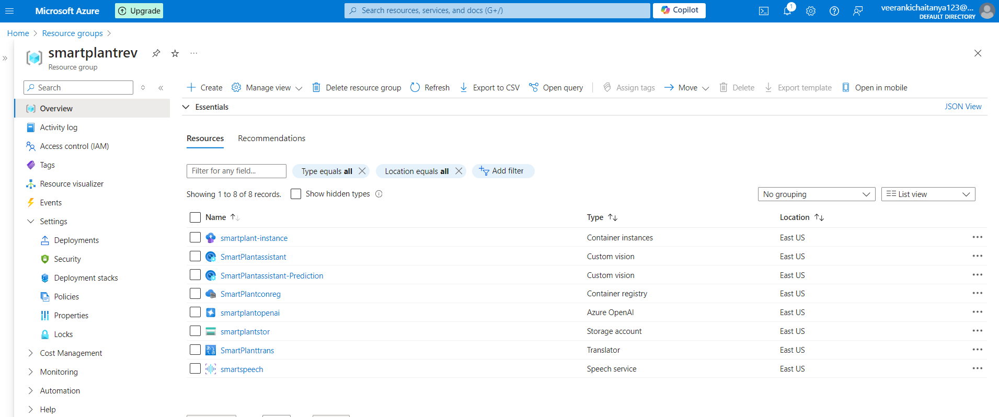 Microsoft Azure
Upgrade
Search resources, services, and docs (G+/)
Copilot
1
veerankichaitanya123@...
DEFAULT DIRECTORY
Home > Resource groups >
smartplantrev
Resource group
Search
Overview
Activity log
Access control (IAM)
Tags
Resource visualizer
Events
Settings
Deployments
Security
Deployment stacks
Policies
Properties
Locks
Cost Management
Monitoring
Automation
Help
Create Manage view Delete resource group Refresh Export to CSV Open query Assign tags Move Delete Export template Open in mobile
Essentials JSON View
Resources Recommendations
Filter for any field... Type equals all Location equals all Add filter
Showing 1 to 8 of 8 records. Show hidden types No grouping List view
Name Type Location
smartplant-instance Container instances East US
SmartPlantassistant Custom vision East US
SmartPlantassistant-Prediction Custom vision East US
SmartPlantconreg Container registry East US
smartplantopenai Azure OpenAI East US
smartplantstor Storage account East US
SmartPlanttrans Translator East US
smartspeech Speech service East US